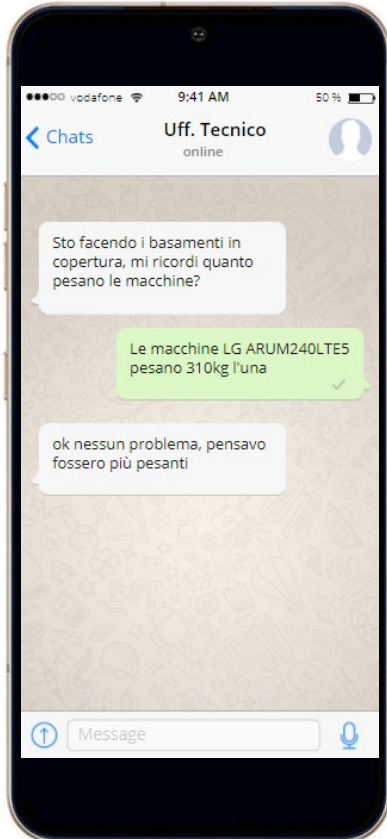 vodafone 9:41 AM 50 %
Chats
Uff. Tecnico
online
Sto facendo i basamenti in
copertura, mi ricordi quanto
pesano le macchine?
Le macchine LG ARUM240LTE5
pesano 310kg l'una
ok nessun problema, pensavo
fossero più pesanti
Message